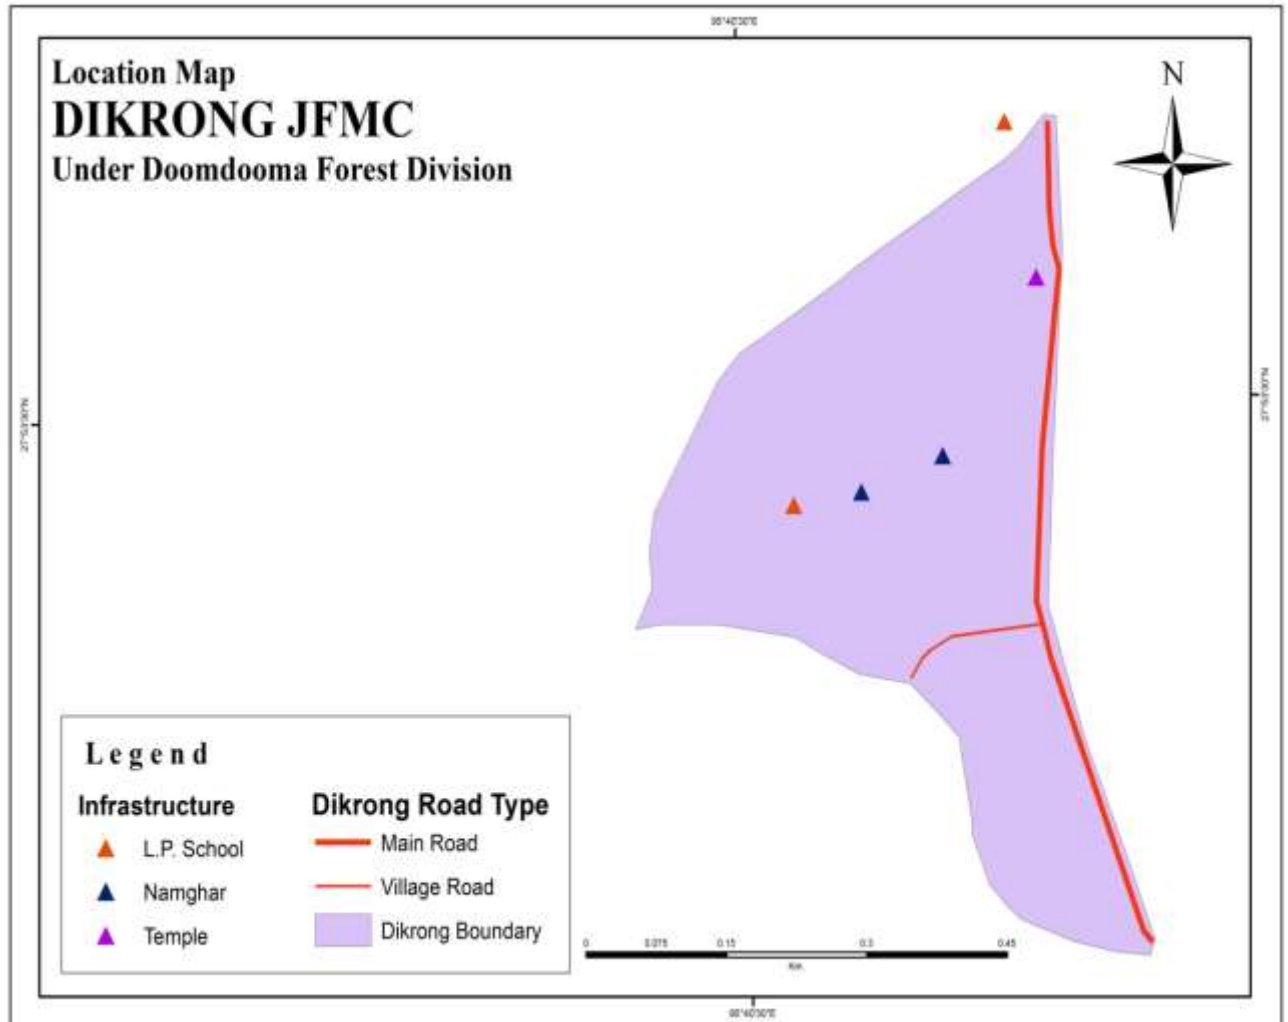 Location Map
DIKRONG JFMC
Under Doomdooma Forest Division
N
Legend
Infrastructure
L.P. School
Namghar
Temple
Dikrong Road Type
Main Road
Village Road
Dikrong Boundary
0 0.075 0.15 0.3 0.45
Km.